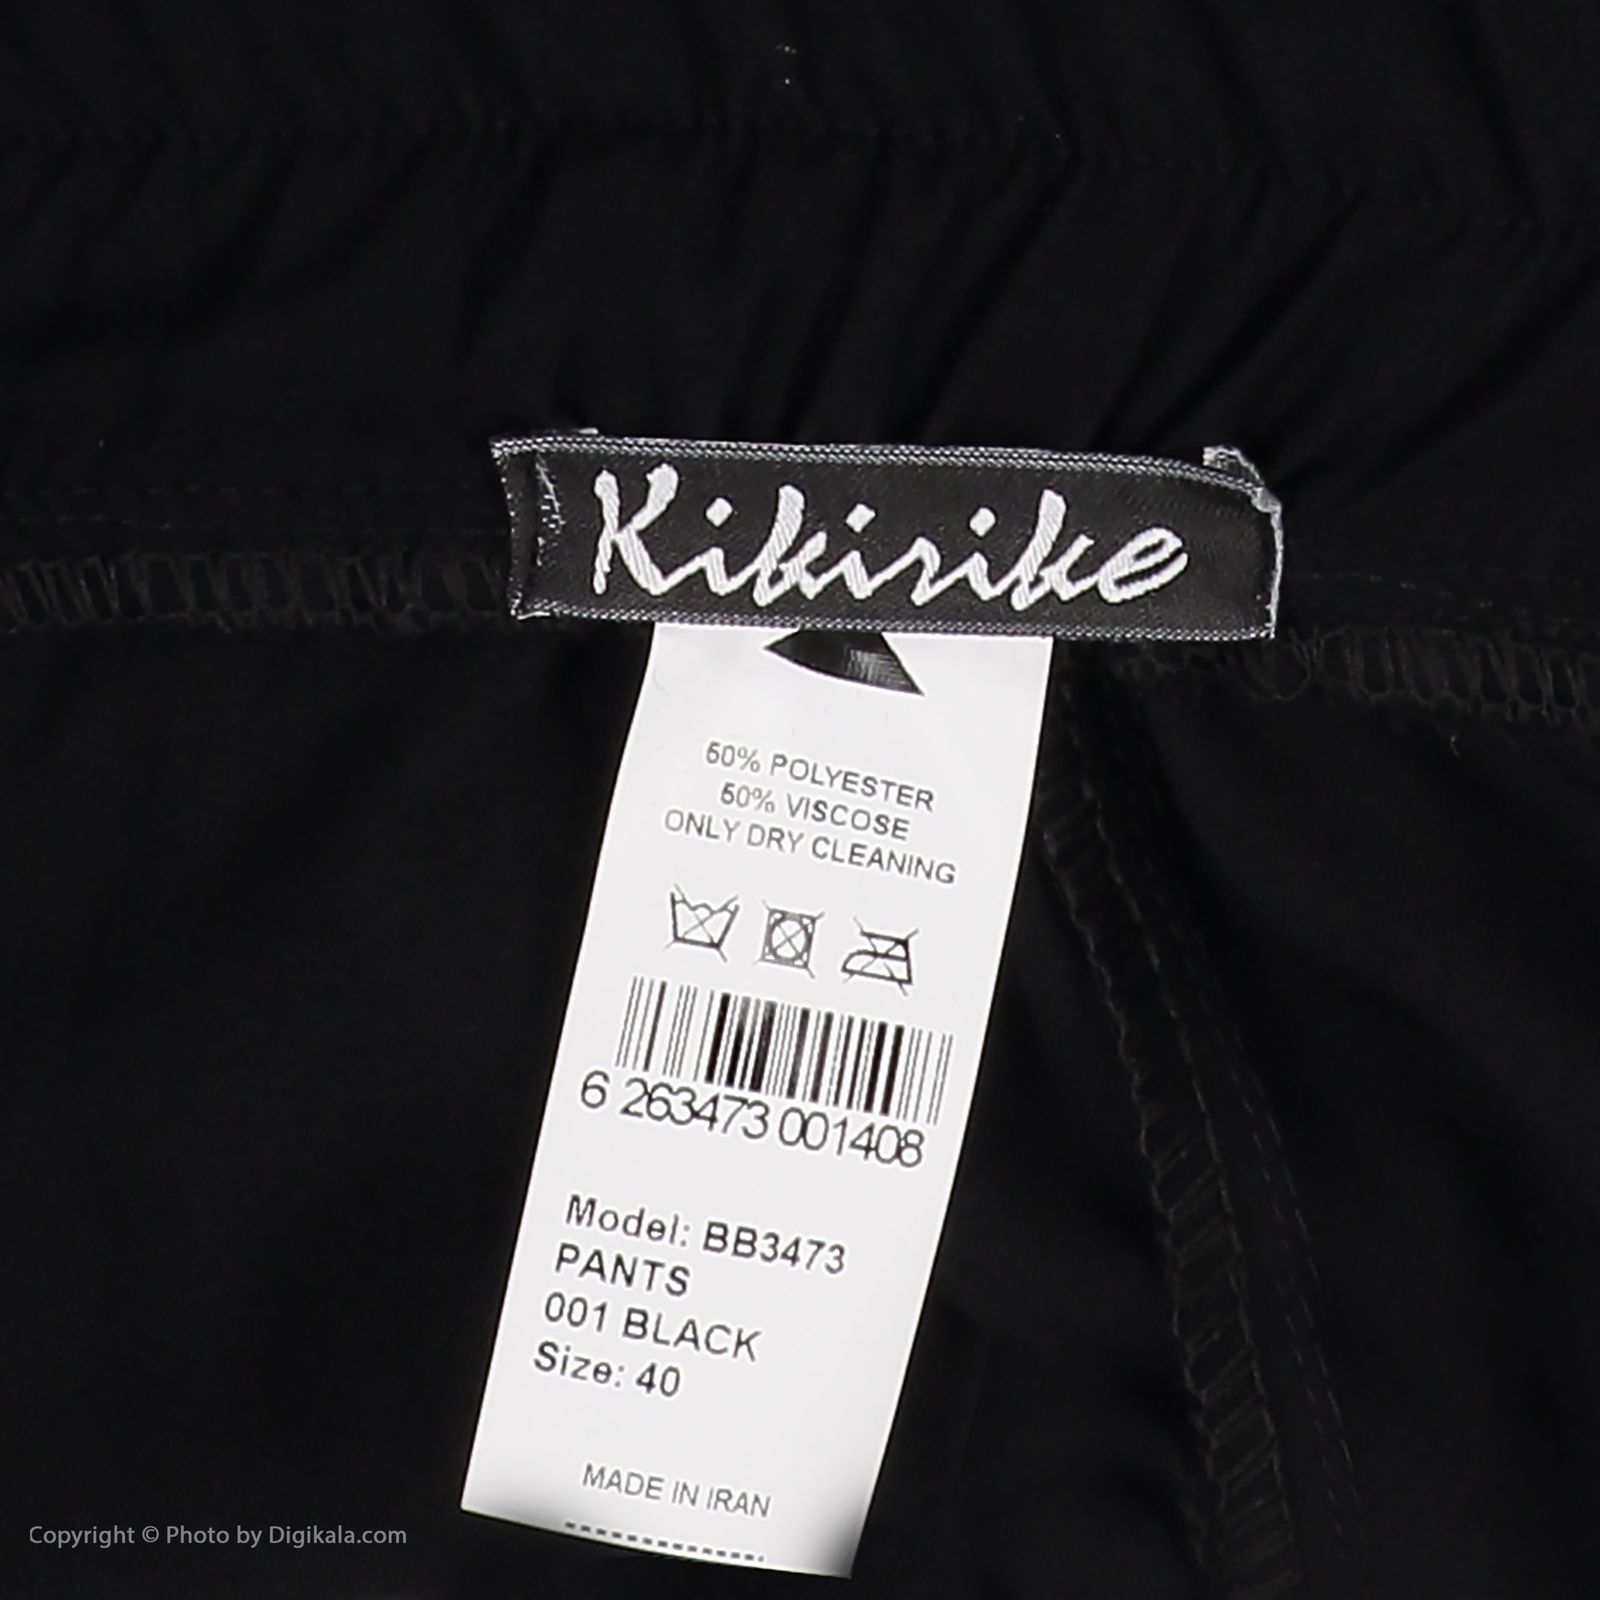 Kikirike
50% POLYESTER
50% VISCOSE
ONLY DRY CLEANING
6 263473 001408
Model: BB3473
PANTS
001 BLACK
Size: 40
MADE IN IRAN
Copyright © Photo by Digikala.com